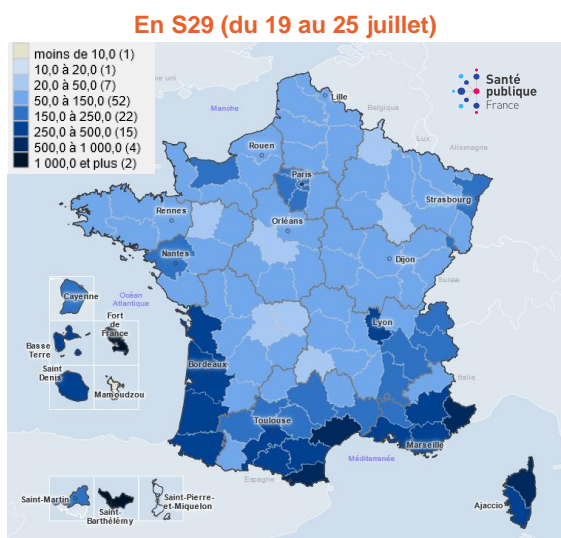 En S29 (du 19 au 25 juillet)
moins de 10,0 (1)
10,0 à 20,0 (1)
20,0 à 50,0 (7)
50,0 à 150,0 (52)
150,0 à 250,0 (22)
250,0 à 500,0 (15)
500,0 à 1 000,0 (4)
1 000,0 et plus (2)
Santé
publique
France
Lille
Belgique
Manche
Lux.
Allemagne
Rouen
Paris
Strasbourg
Rennes
Orléans
Nantes
Dijon
Suisse
Cayenne
Océan
Atlantique
Fort
de
France
Basse
Terre
Lyon
Saint
Denis
Bordeaux
Mamoudzou
Italie
Toulouse
Marseille
Méditerranée
Espagne
Saint-Martin
Saint-
Barthélémy
Saint-Pierre
-et-Miquelon
Ajaccio